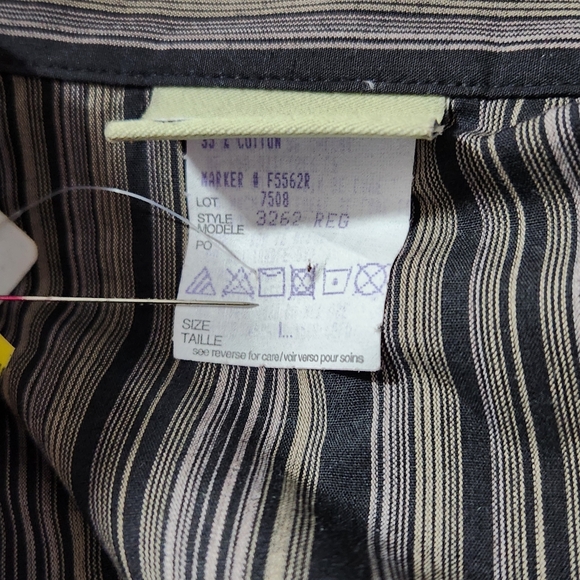 COTTON
MARKER # F5562R
LOT 7508
STYLE MODELE 3262 REG
PO
SIZE
TAILLE L
see reverse for care/voir verso pour soins